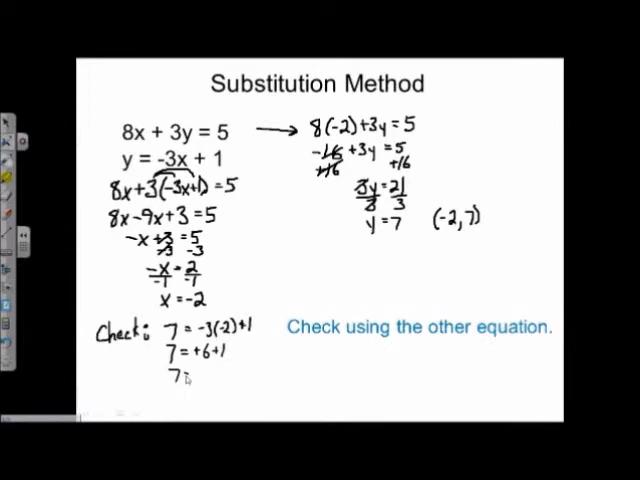 Substitution Method
8x + 3y = 5
y = -3x + 1
8x+3(-3x+1)=5
8x-9x+3=5
-x+3=5
-3 -3
-x = 2
-1 -1
x = -2
Check: 7 = -3(-2)+1
7 = +6+1
7=
8(-2)+3y=5
-16+3y=5
+16 +16
3y=21
3 3
y=7 (-2,7)
Check using the other equation.